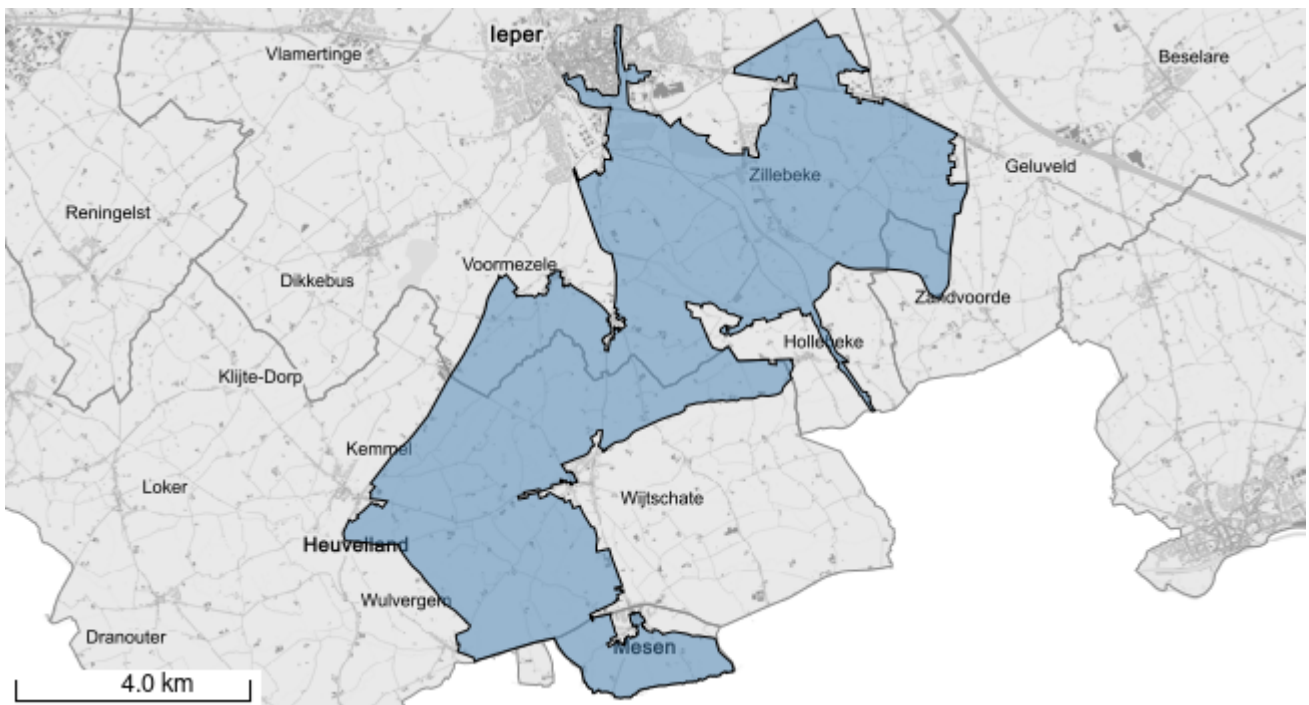 Ieper
Vlamertinge
Beselare
Geluveld
Zillebeke
Reningelst
Voormezele
Dikkebus
Zandvoorde
Hollebeke
Klijte-Dorp
Kemmel
Loker
Wijtschate
Heuvelland
Wulvergem
Dranouter
Mesen
4.0 km